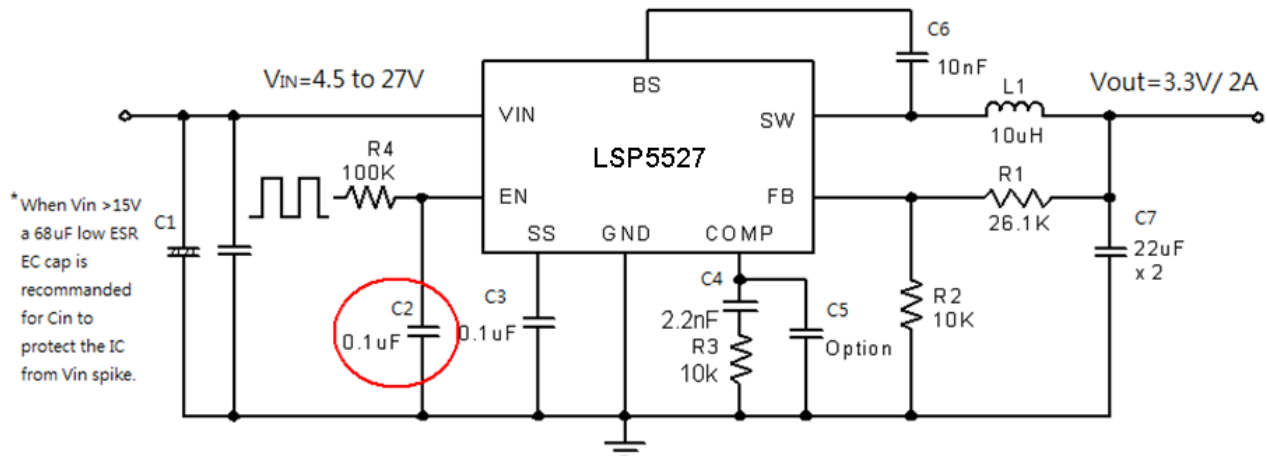 VIN=4.5 to 27V
BS
C6
10nF
Vout=3.3V/ 2A
L1
10uH
VIN
SW
LSP5527
R4
100K
EN
FB
R1
26.1K
SS
GND
COMP
* When Vin >15V
a 68uF low ESR
EC cap is
recommanded
for Cin to
protect the IC
from Vin spike.
C1
C2
0.1uF
C3
0.1uF
C4
2.2nF
R3
10k
C5
Option
R2
10K
C7
22uF
x 2